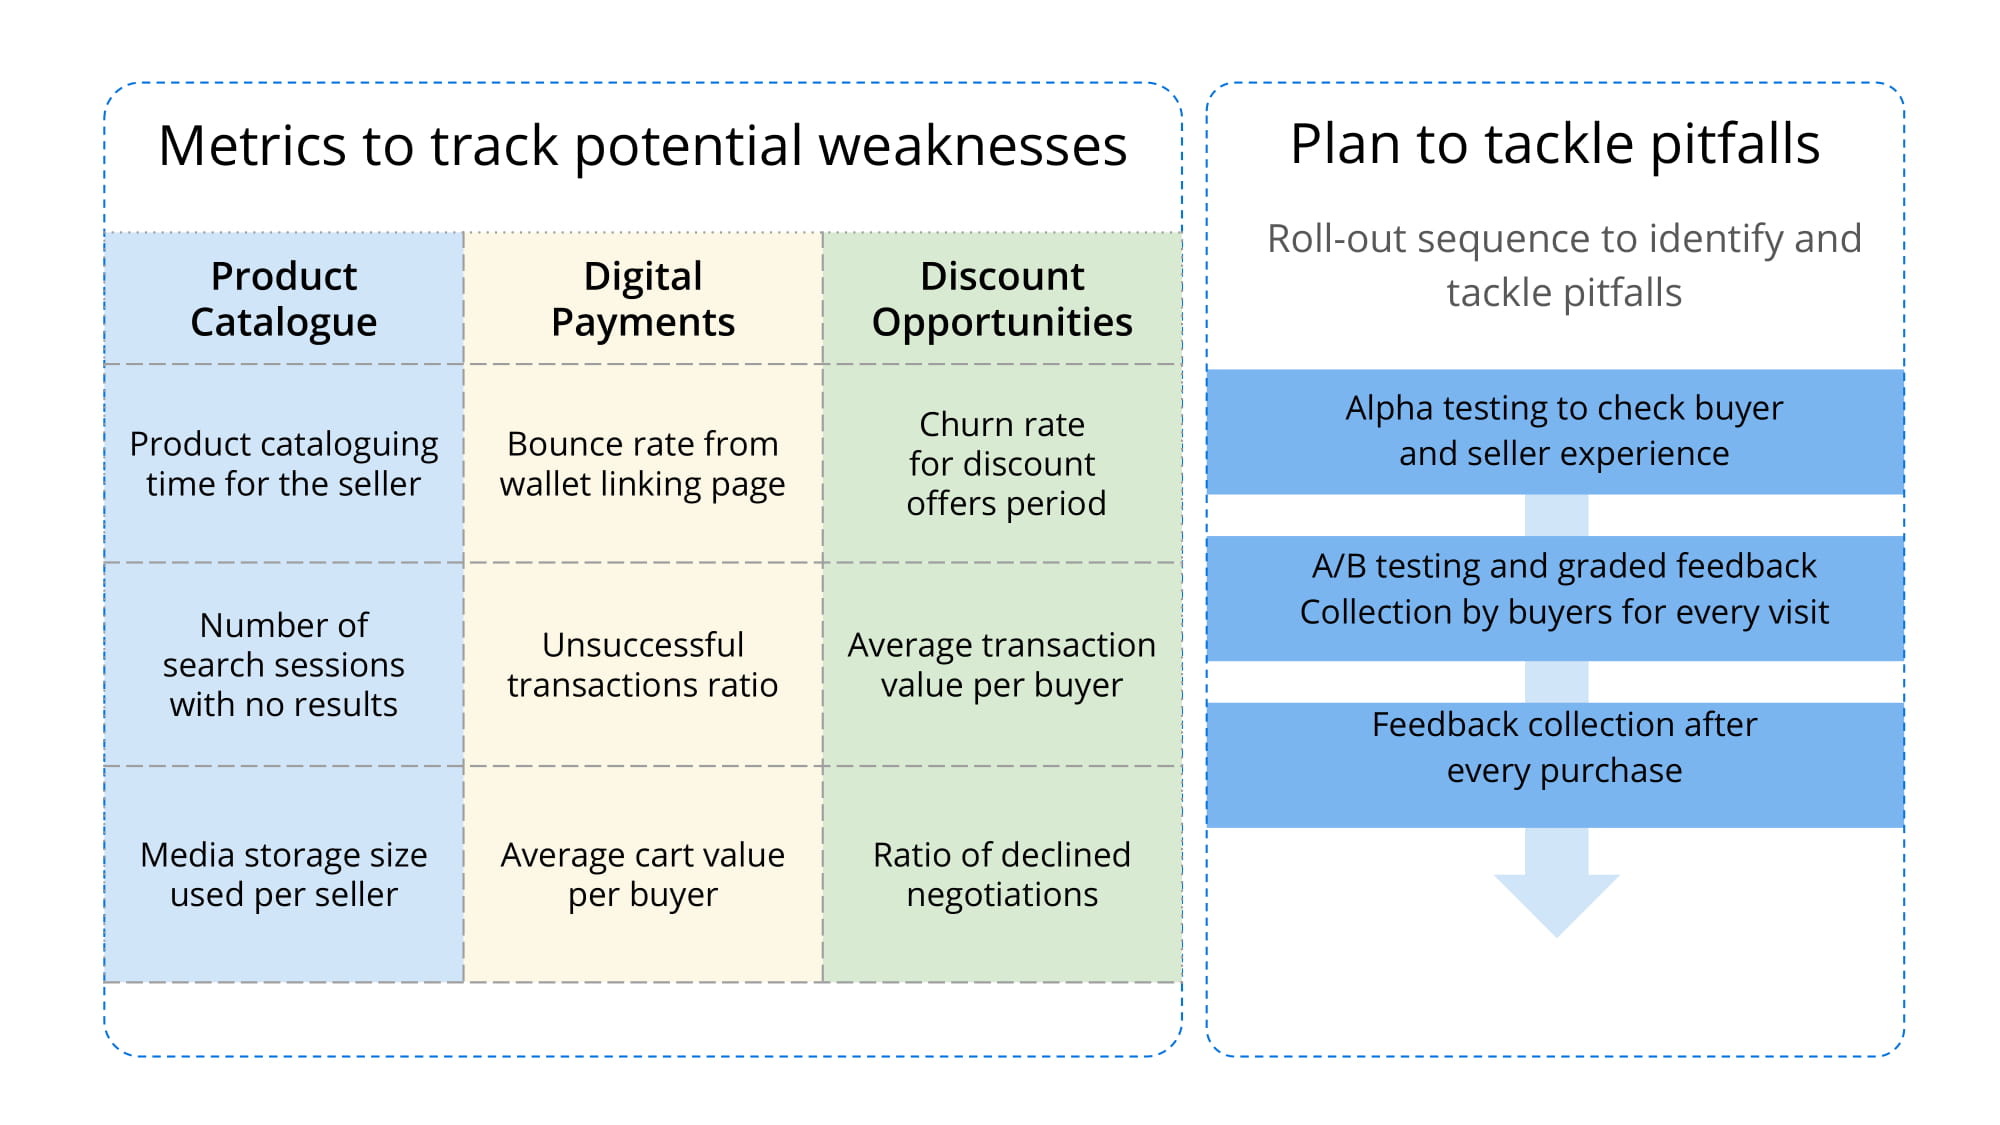 Metrics to track potential weaknesses
Product
Catalogue
Digital
Payments
Discount
Opportunities
Product cataloguing
time for the seller
Bounce rate from
wallet linking page
Churn rate
for discount
offers period
Number of
search sessions
with no results
Unsuccessful
transactions ratio
Average transaction
value per buyer
Media storage size
used per seller
Average cart value
per buyer
Ratio of declined
negotiations
Plan to tackle pitfalls
Roll-out sequence to identify and
tackle pitfalls
Alpha testing to check buyer
and seller experience
A/B testing and graded feedback
Collection by buyers for every visit
Feedback collection after
every purchase